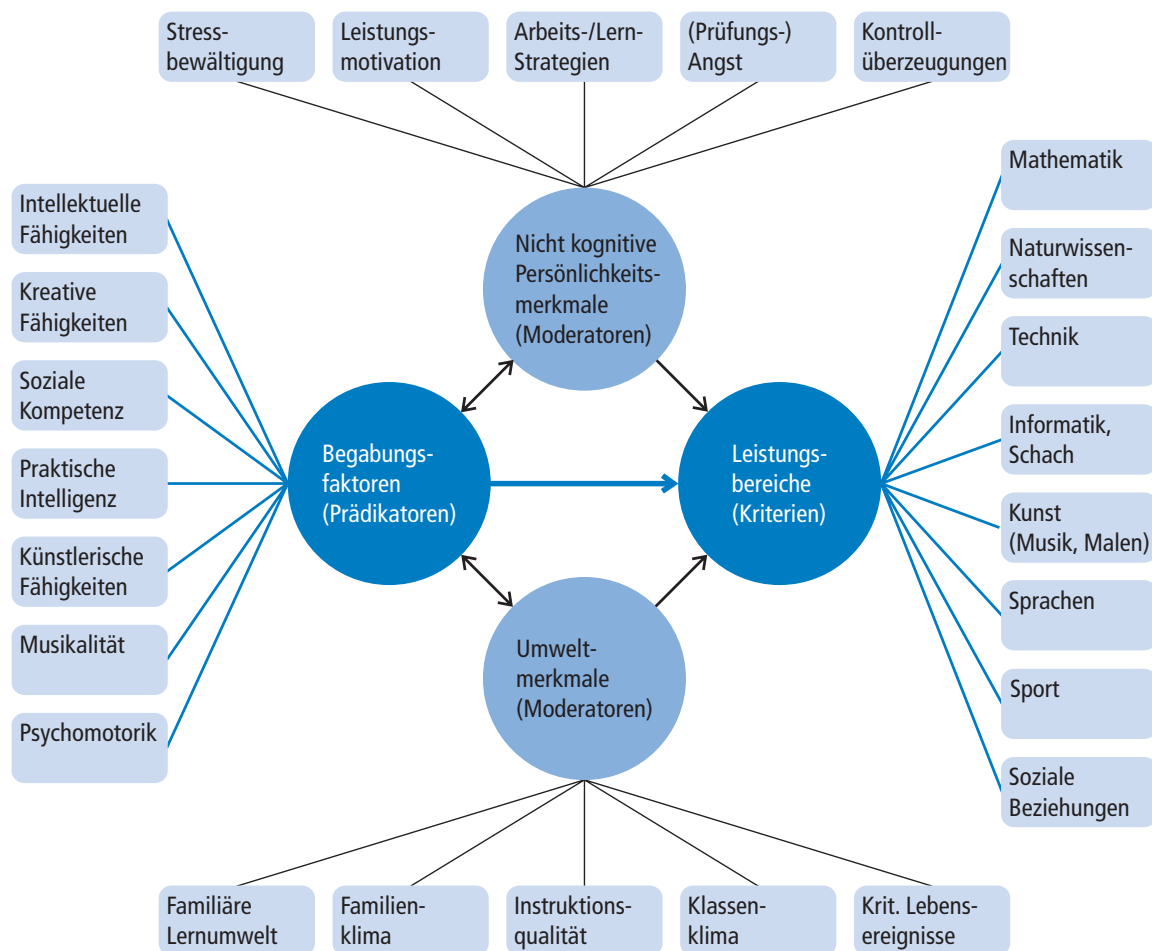 Stress-
bewältigung
Leistungs-
motivation
Arbeits-/Lern-
Strategien
(Prüfungs-)
Angst
Kontroll-
überzeugungen
Intellektuelle
Fähigkeiten
Kreative
Fähigkeiten
Soziale
Kompetenz
Praktische
Intelligenz
Künstlerische
Fähigkeiten
Musikalität
Psychomotorik
Nicht kognitive
Persönlichkeits-
merkmale
(Moderatoren)
Begabungs-
faktoren
(Prädikatoren)
Leistungs-
bereiche
(Kriterien)
Umwelt-
merkmale
(Moderatoren)
Mathematik
Naturwissen-
schaften
Technik
Informatik,
Schach
Kunst
(Musik, Malen)
Sprachen
Sport
Soziale
Beziehungen
Familiäre
Lernumwelt
Familien-
klima
Instruktions-
qualität
Klassen-
klima
Krit. Lebens-
ereignisse